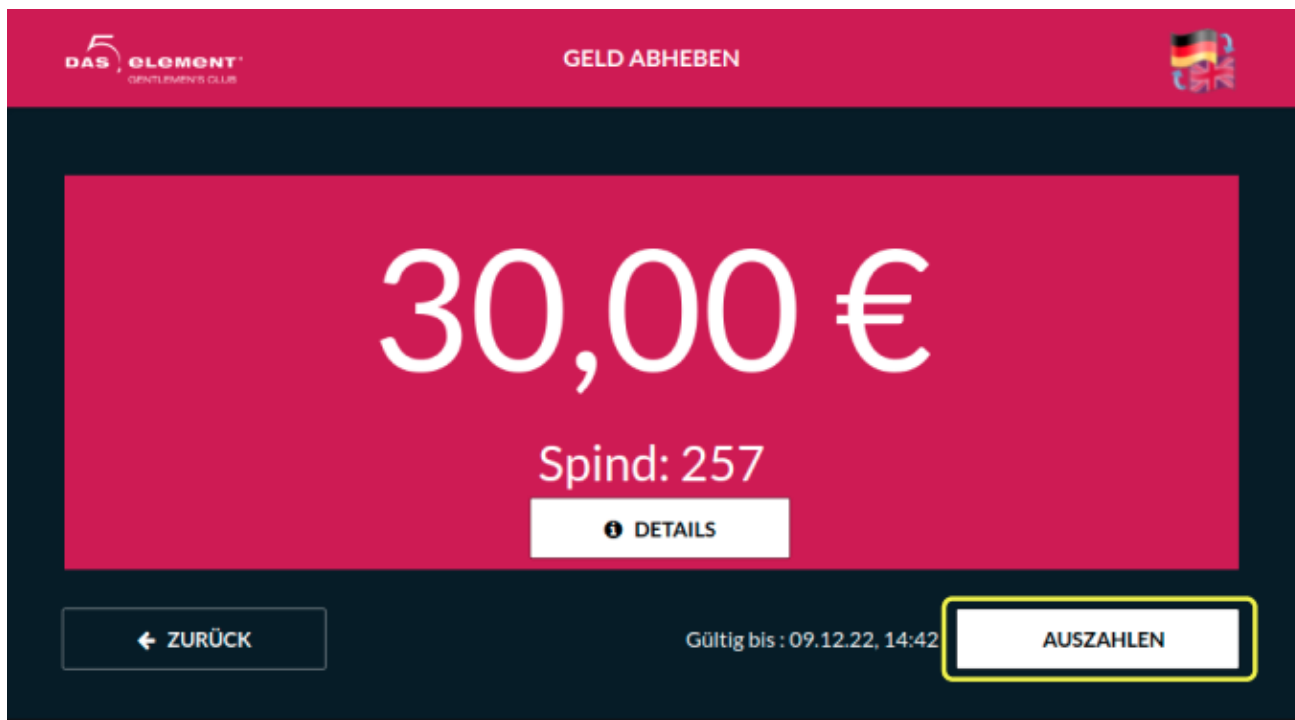 DAS 5 ELEMENT
GENTLEMEN'S CLUB
GELD ABHEBEN
30,00 €
Spind: 257
DETAILS
ZURÜCK
Gültig bis : 09.12.22, 14:42
AUSZAHLEN